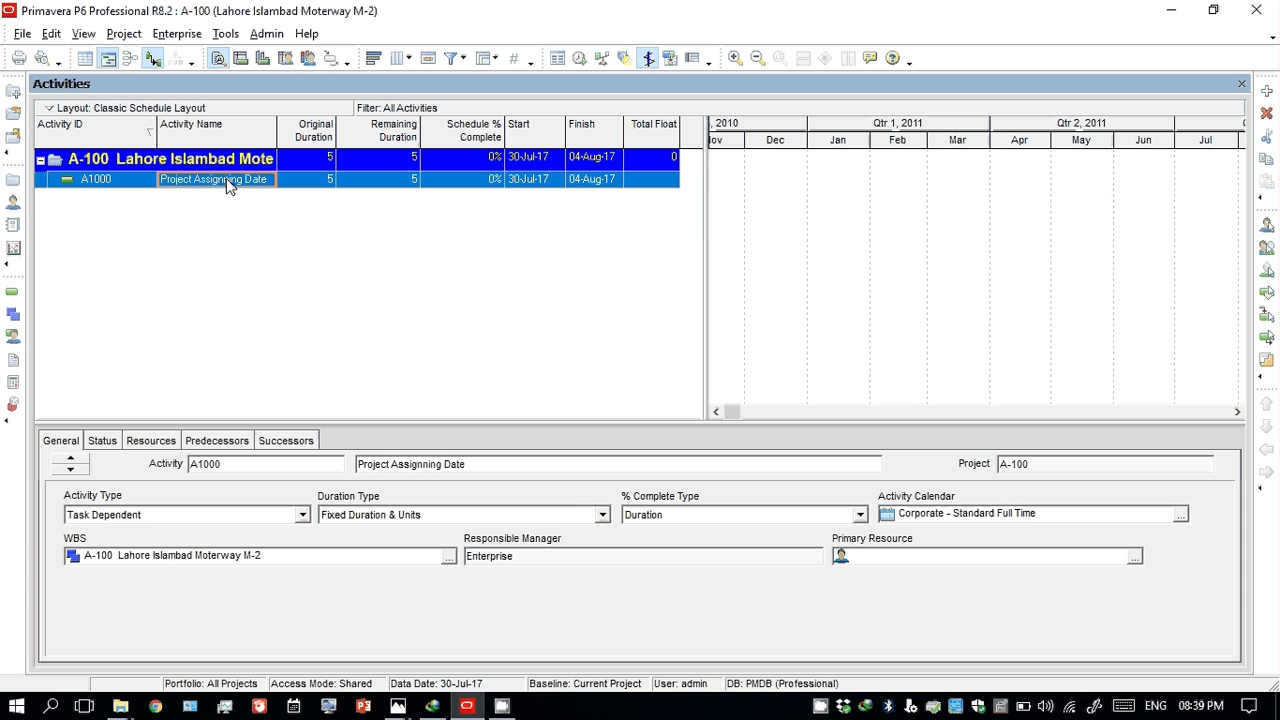 Primavera P6 Professional R8.2 : A-100 (Lahore Islambad Moterway M-2)
File Edit View Project Enterprise Tools Admin Help
Activities
Layout: Classic Schedule Layout Filter: All Activities
Activity ID Activity Name Original Duration Remaining Duration Schedule % Complete Start Finish Total Float , 2010 Qtr 1, 2011 Qtr 2, 2011
ov Dec Jan Feb Mar Apr May Jun Jul
A-100 Lahore Islambad Mote 5 5 0% 30-Jul-17 04-Aug-17 0
A1000 Project Assignning Date 5 5 0% 30-Jul-17 04-Aug-17
General Status Resources Predecessors Successors
Activity A1000 Project Assignning Date Project A-100
Activity Type Duration Type % Complete Type Activity Calendar
Task Dependent Fixed Duration & Units Duration Corporate - Standard Full Time
WBS Responsible Manager Primary Resource
A-100 Lahore Islambad Moterway M-2 Enterprise
Portfolio: All Projects Access Mode: Shared Data Date: 30-Jul-17 Baseline: Current Project User: admin DB: PMDB (Professional)
ENG 08:39 PM